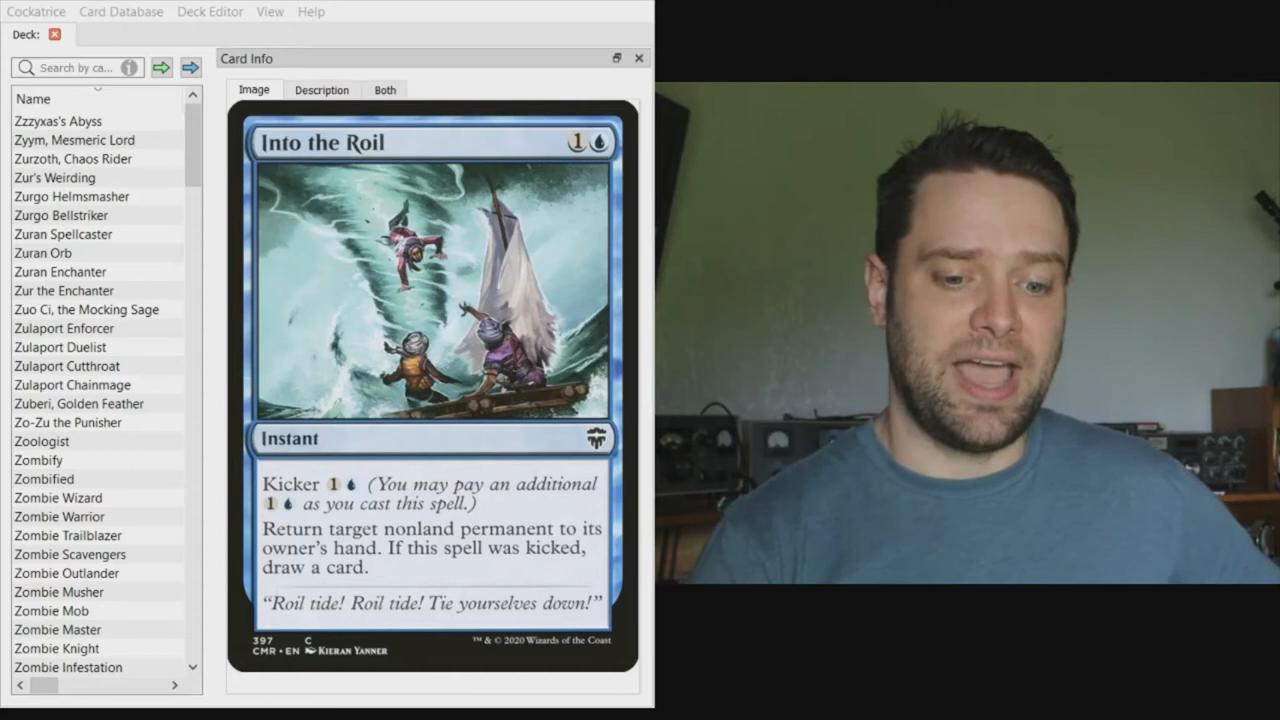 Cockatrice Card Database Deck Editor View Help
Deck:
Search by ca...
Card Info
Image Description Both
Name
Zzzyxas's Abyss
Zyym, Mesmeric Lord
Zurzoth, Chaos Rider
Zur's Weirding
Zurgo Helmsmasher
Zurgo Bellstriker
Zuran Spellcaster
Zuran Orb
Zuran Enchanter
Zur the Enchanter
Zuo Ci, the Mocking Sage
Zulaport Enforcer
Zulaport Duelist
Zulaport Cutthroat
Zulaport Chainmage
Zuberi, Golden Feather
Zo-Zu the Punisher
Zoologist
Zombify
Zombified
Zombie Wizard
Zombie Warrior
Zombie Trailblazer
Zombie Scavengers
Zombie Outlander
Zombie Musher
Zombie Mob
Zombie Master
Zombie Knight
Zombie Infestation
Into the Roil 1
Instant
Kicker 1 (You may pay an additional
1 as you cast this spell.)
Return target nonland permanent to its
owner's hand. If this spell was kicked,
draw a card.
"Roil tide! Roil tide! Tie yourselves down!"
397 C ™ & © 2020 Wizards of the Coast
CMR • EN Kieran Yanner